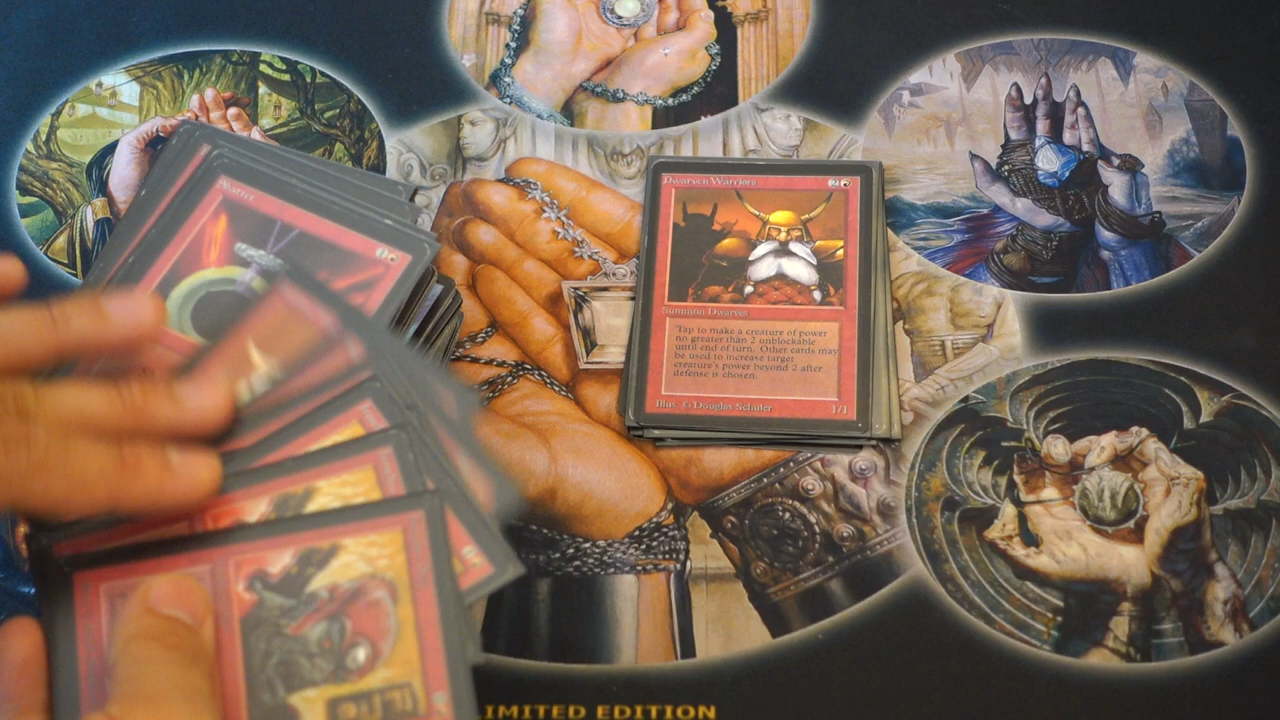 Shatter
Dwarven Warriors
2
Summon Dwarves
Tap to make a creature of power
no greater than 2 unblockable
until end of turn. Other cards may
be used to increase target
creature's power beyond 2 after
defense is chosen.
Illus. © Douglas Schuler
1/1
LIMITED EDITION